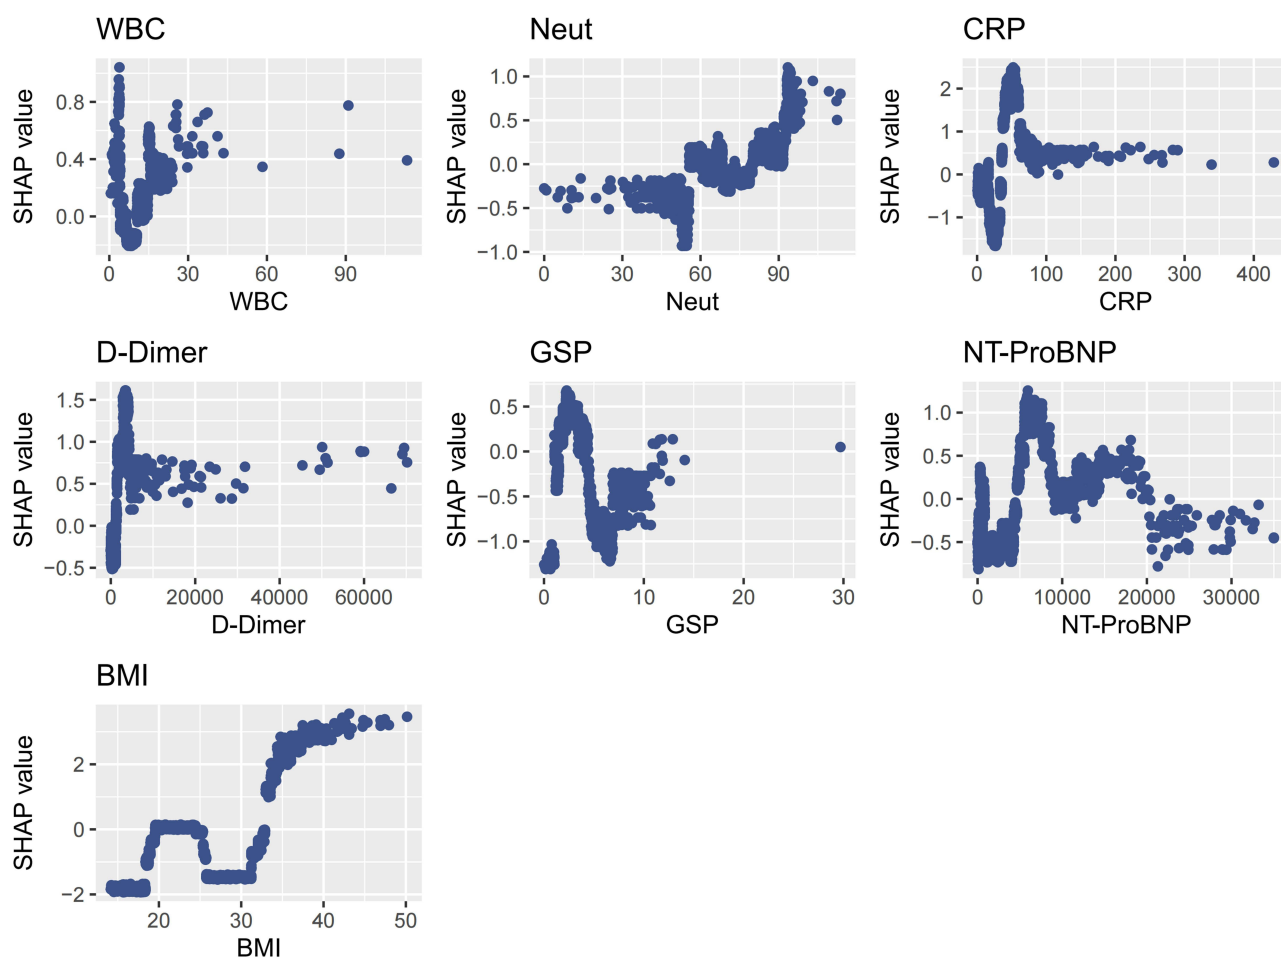 WBC
SHAP value
0.8
0.4
0.0
0 30 60 90
WBC
Neut
SHAP value
1.0
0.5
0.0
−0.5
−1.0
0 30 60 90
Neut
CRP
SHAP value
2
1
0
−1
0 100 200 300 400
CRP
D-Dimer
SHAP value
1.5
1.0
0.5
0.0
−0.5
0 20000 40000 60000
D-Dimer
GSP
SHAP value
0.5
0.0
−0.5
−1.0
0 10 20 30
GSP
NT-ProBNP
SHAP value
1.0
0.5
0.0
−0.5
0 10000 20000 30000
NT-ProBNP
BMI
SHAP value
2
0
−2
20 30 40 50
BMI